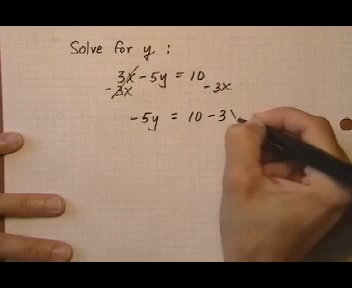 Solve for y :
3x - 5y = 10
- 3x - 3x
- 5y = 10 - 3